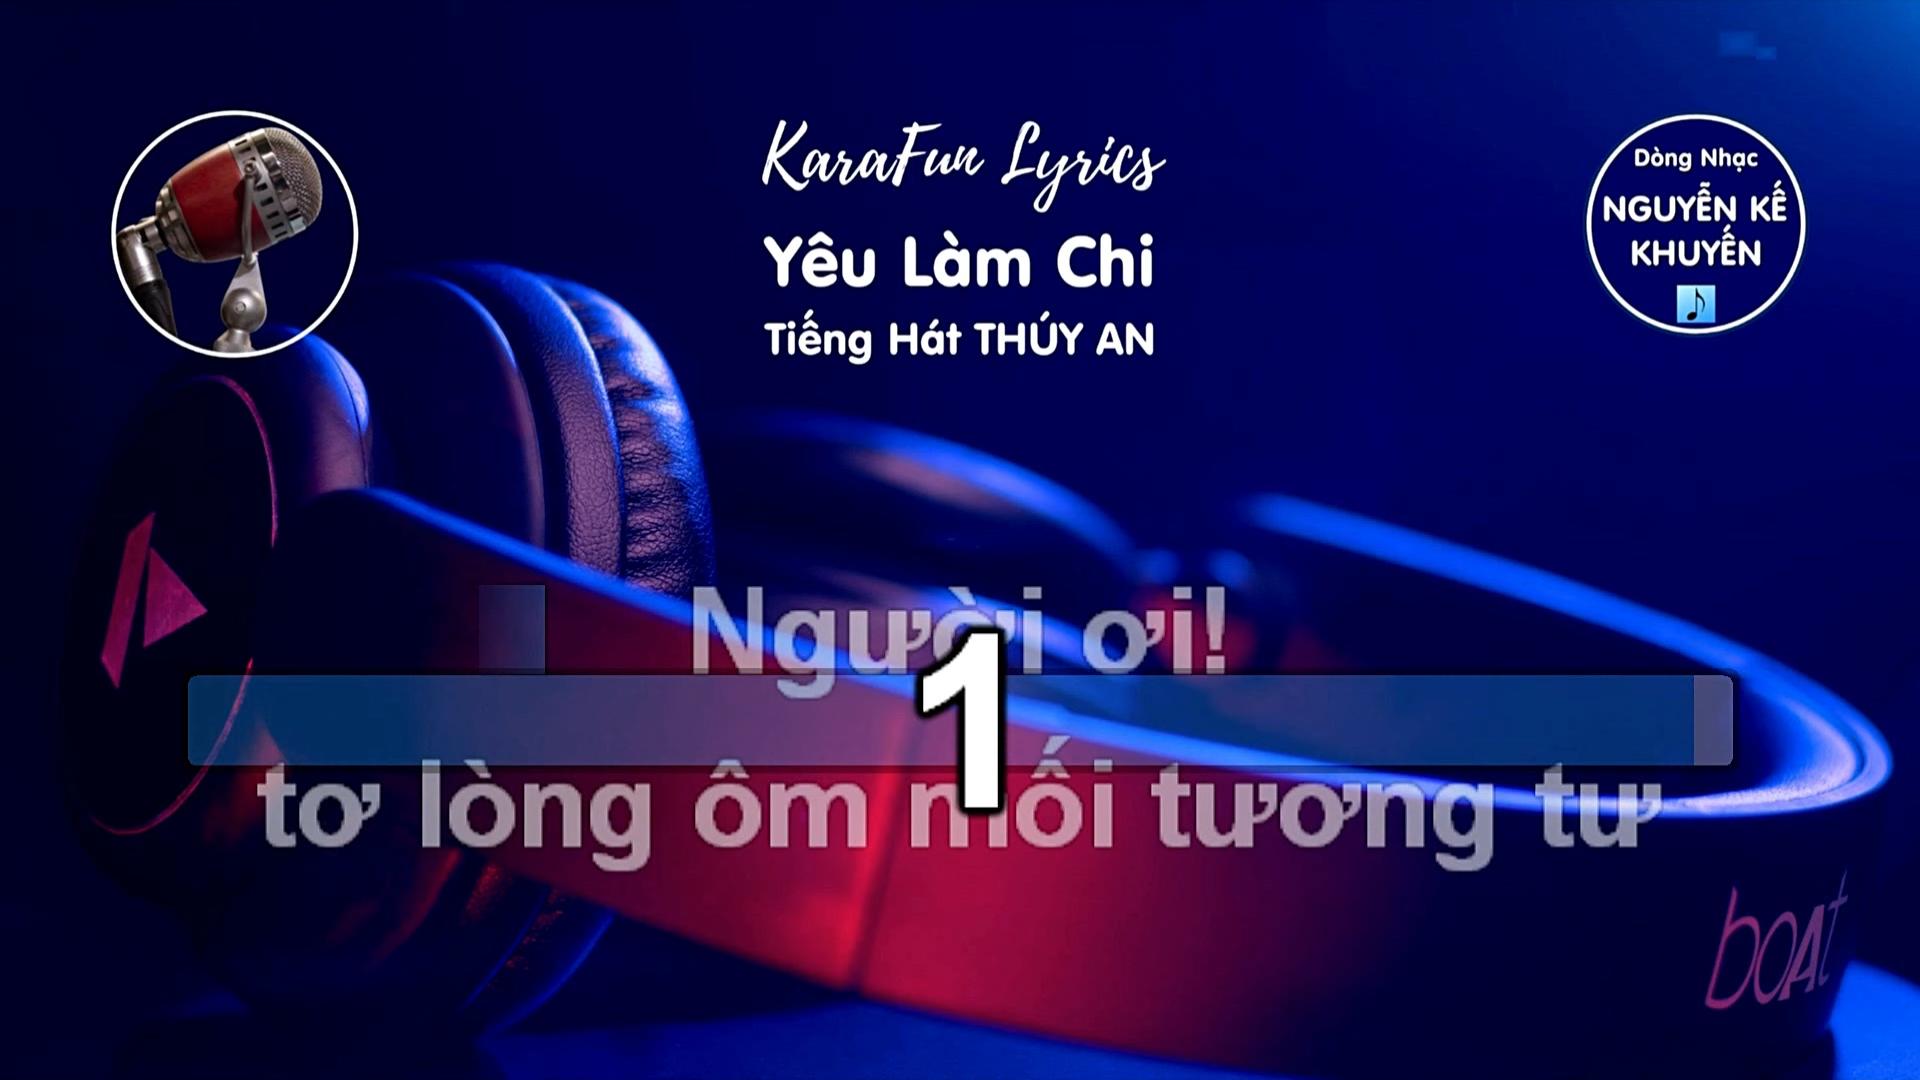 KaraFun Lyrics
Yêu Làm Chi
Tiếng Hát THÚY AN
Dòng Nhạc
NGUYỄN KẾ
KHUYẾN
Người ơi!
1
tơ lòng ôm mối tương tư
boAt